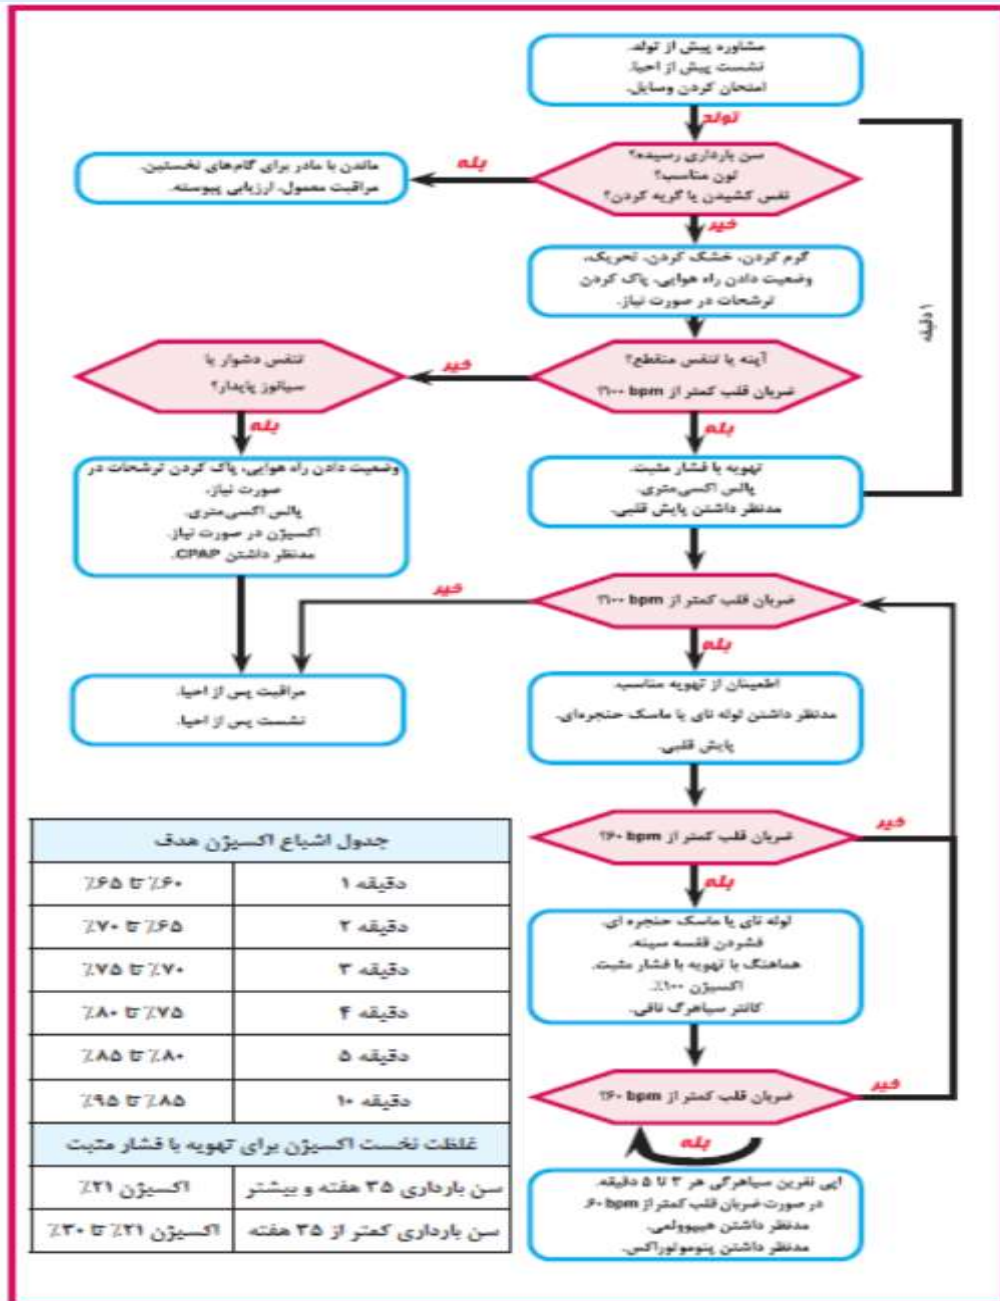 مشاوره پیش از تولد.
نشست پیش از احیا.
امتحان کردن وسایل.
تولد
سن بارداری رسیده؟
تون مناسب؟
نفس کشیدن یا گریه کردن؟
بله
ماندن با مادر برای گام‌های نخستین.
مراقبت معمول، ارزیابی پیوسته.
خیر
گرم کردن، خشک کردن، تحریک،
وضعیت دادن راه هوایی، پاک کردن
ترشحات در صورت نیاز.
۱ دقیقه
آپنه یا تنفس منقطع؟
ضربان قلب کمتر از ۱۰۰ bpm؟
خیر
تنفس دشوار یا
سیانوز پایدار؟
بله
وضعیت دادن راه هوایی، پاک کردن ترشحات در
صورت نیاز.
پالس اکسی‌متری.
اکسیژن در صورت نیاز.
مدنظر داشتن CPAP.
بله
تهویه با فشار مثبت.
پالس اکسی‌متری.
مدنظر داشتن پایش قلبی.
ضربان قلب کمتر از ۱۰۰ bpm؟
خیر
مراقبت پس از احیا.
نشست پس از احیا.
بله
اطمینان از تهویه مناسب.
مدنظر داشتن لوله نای یا ماسک حنجره‌ای.
پایش قلبی.
ضربان قلب کمتر از ۶۰ bpm؟
خیر
بله
لوله نای یا ماسک حنجره ای.
فشردن قفسه سینه.
هماهنگ با تهویه با فشار مثبت.
اکسیژن ۱۰۰٪.
کاتتر سیاهرگ نافی.
ضربان قلب کمتر از ۶۰ bpm؟
خیر
بله
اپی نفرین سیاهرگی هر ۳ تا ۵ دقیقه.
در صورت ضربان قلب کمتر از ۶۰ bpm.
مدنظر داشتن هیپوولمی.
مدنظر داشتن پنوموتوراکس.
جدول اشباع اکسیژن هدف
دقیقه ۱ ۶۰٪ تا ۶۵٪
دقیقه ۲ ۶۵٪ تا ۷۰٪
دقیقه ۳ ۷۰٪ تا ۷۵٪
دقیقه ۴ ۷۵٪ تا ۸۰٪
دقیقه ۵ ۸۰٪ تا ۸۵٪
دقیقه ۱۰ ۸۵٪ تا ۹۵٪
غلظت نخست اکسیژن برای تهویه با فشار مثبت
سن بارداری ۳۵ هفته و بیشتر اکسیژن ۲۱٪
سن بارداری کمتر از ۳۵ هفته اکسیژن ۲۱٪ تا ۳۰٪